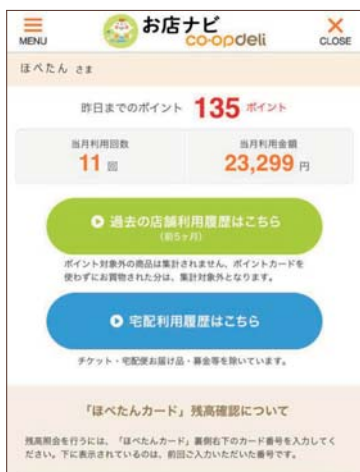 MENU
お店ナビ
co-opdeli
CLOSE
ほぺたん さま
昨日までのポイント 135 ポイント
当月利用回数
11 回
当月利用金額
23,299 円
過去の店舗利用履歴はこちら
(前5ヶ月)
ポイント対象外の商品は集計されません、ポイントカードを
使わずにお買物された分は、集計対象外となります。
宅配利用履歴はこちら
チケット・宅配便お届け品・募金等を除いています。
「ほぺたんカード」残高確認について
残高照会を行うには、「ほぺたんカード」裏側右下のカード番号を入力してく
ださい。下に表示されているのは、前回ご入力いただいた番号です。